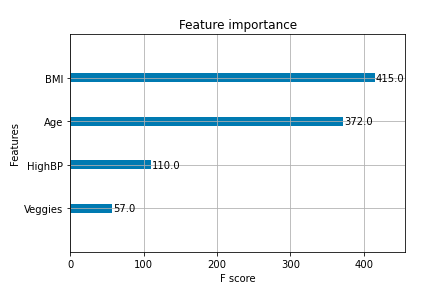 Feature importance
BMI
415.0
Age
372.0
HighBP
110.0
Veggies
57.0
Features
0 100 200 300 400
F score